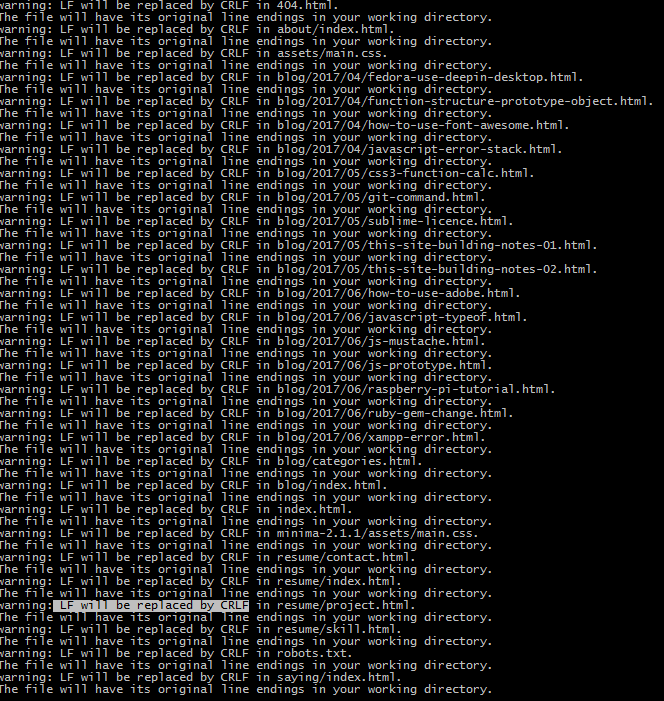 warning: LF will be replaced by CRLF in 404.html.
The file will have its original line endings in your working directory.
warning: LF will be replaced by CRLF in about/index.html.
The file will have its original line endings in your working directory.
warning: LF will be replaced by CRLF in assets/main.css.
The file will have its original line endings in your working directory.
warning: LF will be replaced by CRLF in blog/2017/04/fedora-use-deepin-desktop.html.
The file will have its original line endings in your working directory.
warning: LF will be replaced by CRLF in blog/2017/04/function-structure-prototype-object.html.
The file will have its original line endings in your working directory.
warning: LF will be replaced by CRLF in blog/2017/04/how-to-use-font-awesome.html.
The file will have its original line endings in your working directory.
warning: LF will be replaced by CRLF in blog/2017/04/javascript-error-stack.html.
The file will have its original line endings in your working directory.
warning: LF will be replaced by CRLF in blog/2017/05/css3-function-calc.html.
The file will have its original line endings in your working directory.
warning: LF will be replaced by CRLF in blog/2017/05/git-command.html.
The file will have its original line endings in your working directory.
warning: LF will be replaced by CRLF in blog/2017/05/sublime-licence.html.
The file will have its original line endings in your working directory.
warning: LF will be replaced by CRLF in blog/2017/05/this-site-building-notes-01.html.
The file will have its original line endings in your working directory.
warning: LF will be replaced by CRLF in blog/2017/05/this-site-building-notes-02.html.
The file will have its original line endings in your working directory.
warning: LF will be replaced by CRLF in blog/2017/06/how-to-use-adobe.html.
The file will have its original line endings in your working directory.
warning: LF will be replaced by CRLF in blog/2017/06/javascript-typeof.html.
The file will have its original line endings in your working directory.
warning: LF will be replaced by CRLF in blog/2017/06/js-mustache.html.
The file will have its original line endings in your working directory.
warning: LF will be replaced by CRLF in blog/2017/06/js-prototype.html.
The file will have its original line endings in your working directory.
warning: LF will be replaced by CRLF in blog/2017/06/raspberry-pi-tutorial.html.
The file will have its original line endings in your working directory.
warning: LF will be replaced by CRLF in blog/2017/06/ruby-gem-change.html.
The file will have its original line endings in your working directory.
warning: LF will be replaced by CRLF in blog/2017/06/xampp-error.html.
The file will have its original line endings in your working directory.
warning: LF will be replaced by CRLF in blog/categories.html.
The file will have its original line endings in your working directory.
warning: LF will be replaced by CRLF in blog/index.html.
The file will have its original line endings in your working directory.
warning: LF will be replaced by CRLF in index.html.
The file will have its original line endings in your working directory.
warning: LF will be replaced by CRLF in minima-2.1.1/assets/main.css.
The file will have its original line endings in your working directory.
warning: LF will be replaced by CRLF in resume/contact.html.
The file will have its original line endings in your working directory.
warning: LF will be replaced by CRLF in resume/index.html.
The file will have its original line endings in your working directory.
warning: LF will be replaced by CRLF in resume/project.html.
The file will have its original line endings in your working directory.
warning: LF will be replaced by CRLF in resume/skill.html.
The file will have its original line endings in your working directory.
warning: LF will be replaced by CRLF in robots.txt.
The file will have its original line endings in your working directory.
warning: LF will be replaced by CRLF in saying/index.html.
The file will have its original line endings in your working directory.